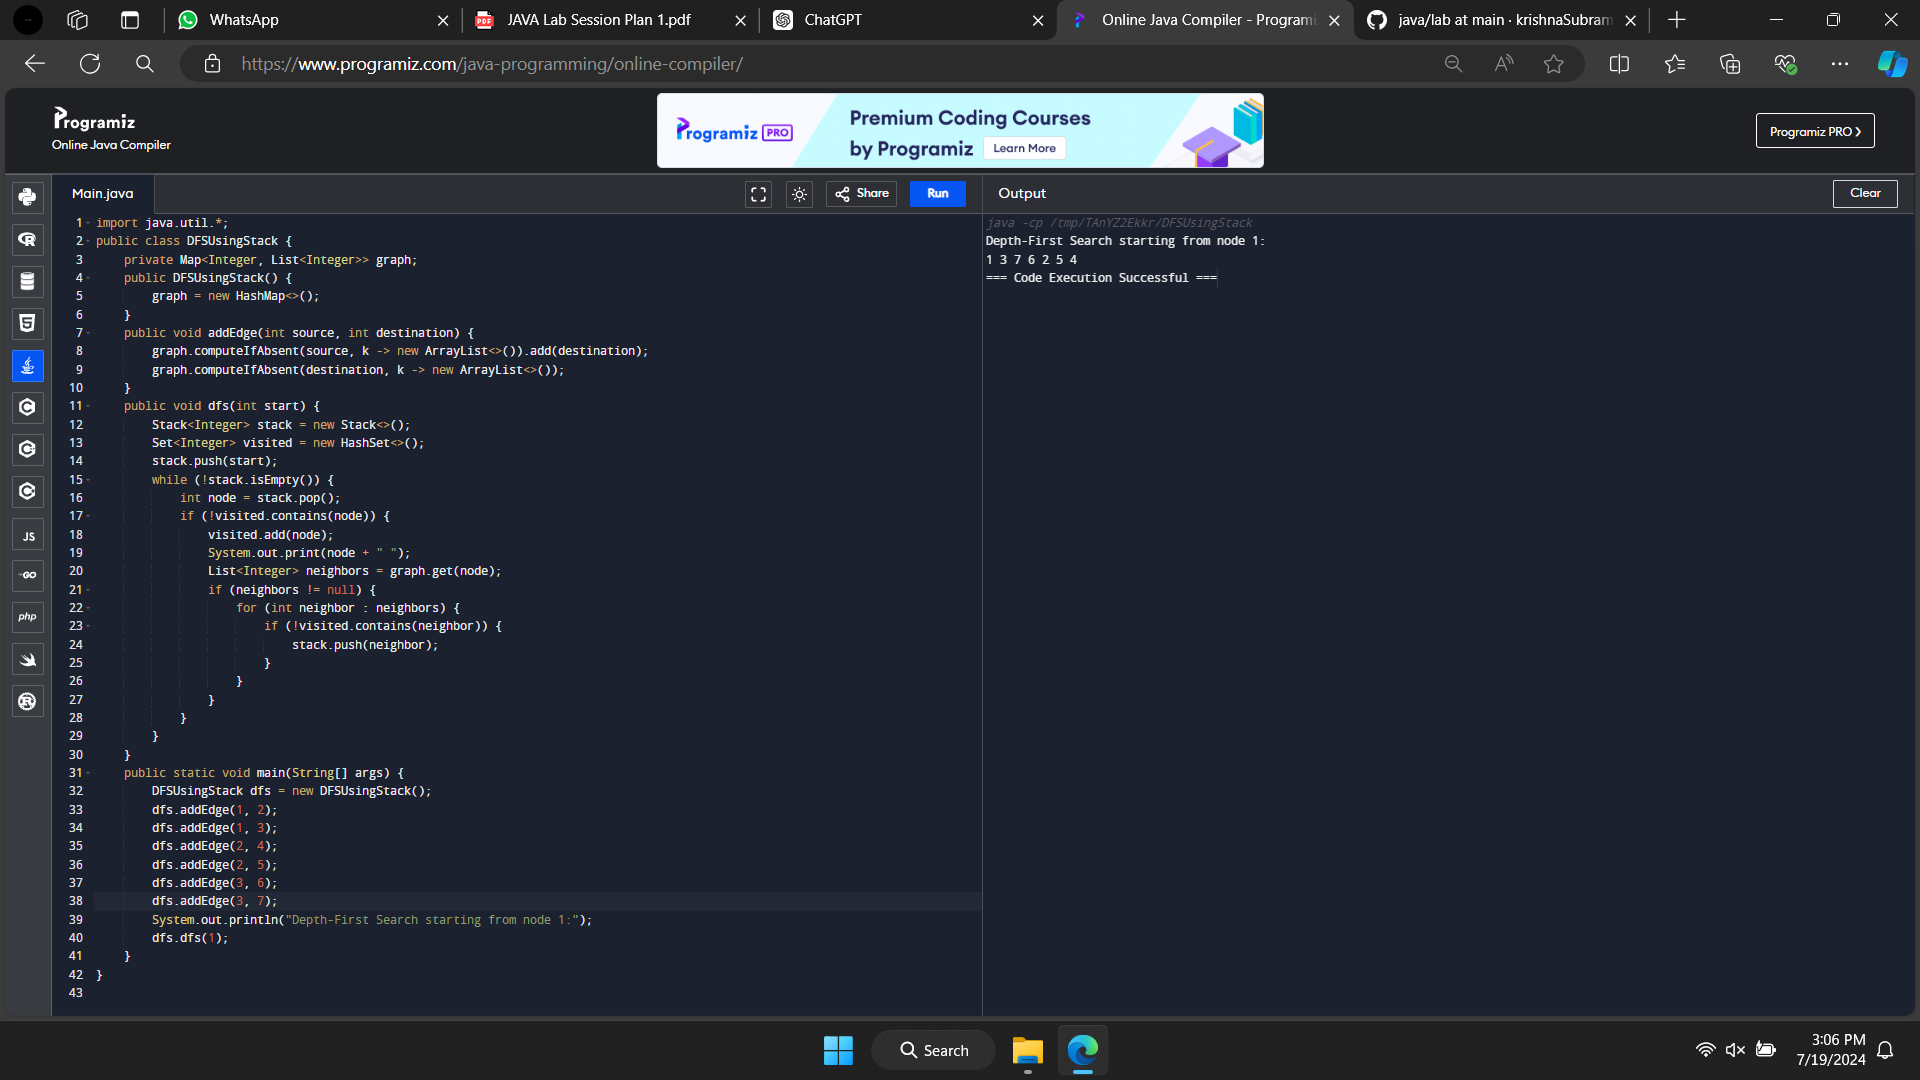 WhatsApp
JAVA Lab Session Plan 1.pdf
ChatGPT
Online Java Compiler - Programi
java/lab at main · krishnaSubram
https://www.programiz.com/java-programming/online-compiler/
Programiz
Online Java Compiler
Programiz PRO
Premium Coding Courses
by Programiz
Learn More
Programiz PRO
Main.java
Share
Run
Output
Clear
1 import java.util.*;
2 public class DFSUsingStack {
3 private Map<Integer, List<Integer>> graph;
4 public DFSUsingStack() {
5 graph = new HashMap<>();
6 }
7 public void addEdge(int source, int destination) {
8 graph.computeIfAbsent(source, k -> new ArrayList<>()).add(destination);
9 graph.computeIfAbsent(destination, k -> new ArrayList<>());
10 }
11 public void dfs(int start) {
12 Stack<Integer> stack = new Stack<>();
13 Set<Integer> visited = new HashSet<>();
14 stack.push(start);
15 while (!stack.isEmpty()) {
16 int node = stack.pop();
17 if (!visited.contains(node)) {
18 visited.add(node);
19 System.out.print(node + " ");
20 List<Integer> neighbors = graph.get(node);
21 if (neighbors != null) {
22 for (int neighbor : neighbors) {
23 if (!visited.contains(neighbor)) {
24 stack.push(neighbor);
25 }
26 }
27 }
28 }
29 }
30 }
31 public static void main(String[] args) {
32 DFSUsingStack dfs = new DFSUsingStack();
33 dfs.addEdge(1, 2);
34 dfs.addEdge(1, 3);
35 dfs.addEdge(2, 4);
36 dfs.addEdge(2, 5);
37 dfs.addEdge(3, 6);
38 dfs.addEdge(3, 7);
39 System.out.println("Depth-First Search starting from node 1:");
40 dfs.dfs(1);
41 }
42 }
43
java -cp /tmp/TAnYZ2Ekkr/DFSUsingStack
Depth-First Search starting from node 1:
1 3 7 6 2 5 4
=== Code Execution Successful ===
JS
GO
php
Search
3:06 PM
7/19/2024